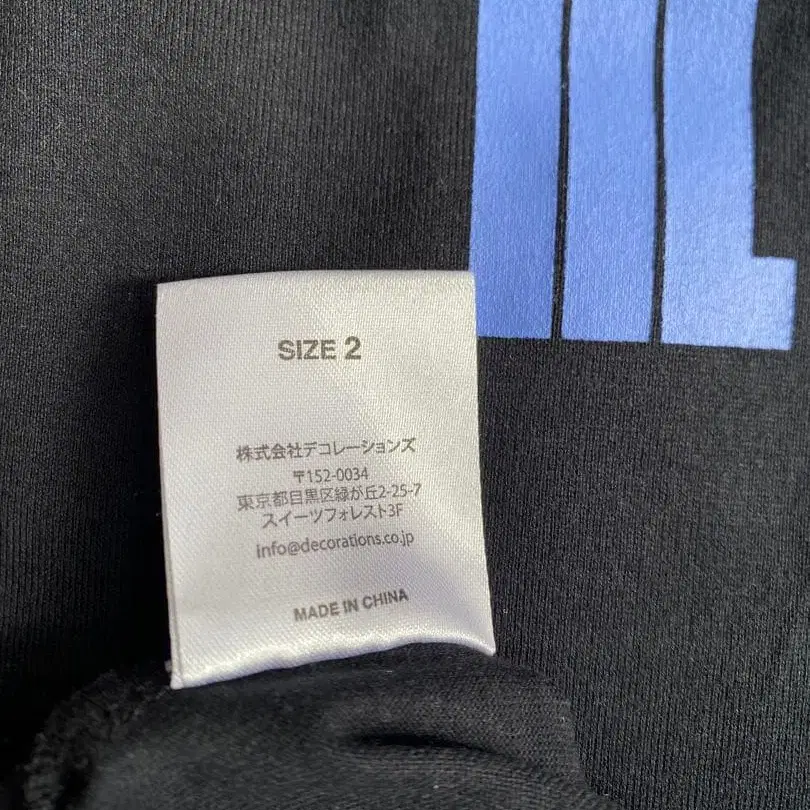 SIZE 2
株式会社デコレーションズ
〒152-0034
東京都目黒区緑が丘2-25-7
スイーツフォレスト3F
info@decorations.co.jp
MADE IN CHINA